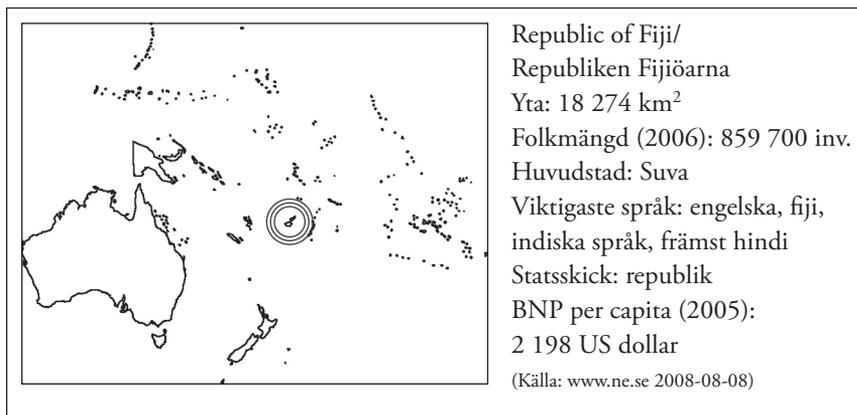 Republic of Fiji/
Republiken Fijiöarna
Yta: 18 274 km²
Folkmängd (2006): 859 700 inv.
Huvudstad: Suva
Viktigaste språk: engelska, fiji,
indiska språk, främst hindi
Statsskick: republik
BNP per capita (2005):
2 198 US dollar
(Källa: www.ne.se 2008-08-08)